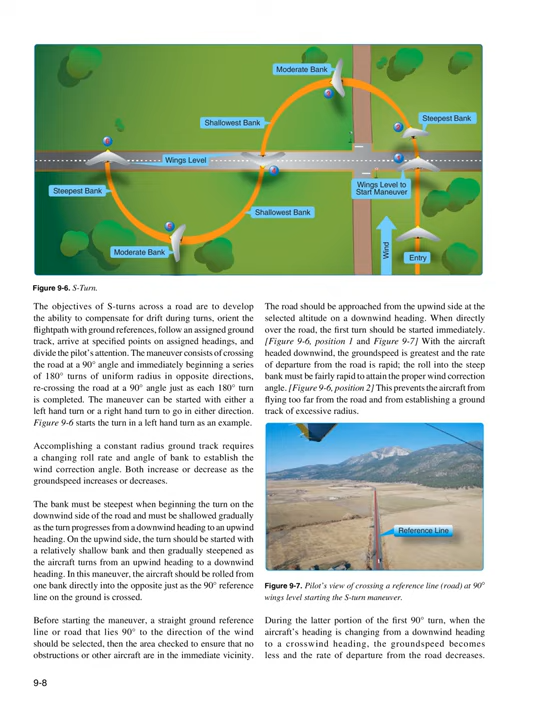 Moderate Bank
Shallowest Bank
Steepest Bank
Wings Level
Wings Level to
Start Maneuver
Steepest Bank
Shallowest Bank
Moderate Bank
Wind
Entry
Figure 9-6. S-Turn.
The objectives of S-turns across a road are to develop
the ability to compensate for drift during turns, orient the
flightpath with ground references, follow an assigned ground
track, arrive at specified points on assigned headings, and
divide the pilot's attention. The maneuver consists of crossing
the road at a 90° angle and immediately beginning a series
of 180° turns of uniform radius in opposite directions,
re-crossing the road at a 90° angle just as each 180° turn
is completed. The maneuver can be started with either a
left hand turn or a right hand turn to go in either direction.
Figure 9-6 starts the turn in a left hand turn as an example.
Accomplishing a constant radius ground track requires
a changing roll rate and angle of bank to establish the
wind correction angle. Both increase or decrease as the
groundspeed increases or decreases.
The bank must be steepest when beginning the turn on the
downwind side of the road and must be shallowed gradually
as the turn progresses from a downwind heading to an upwind
heading. On the upwind side, the turn should be started with
a relatively shallow bank and then gradually steepened as
the aircraft turns from an upwind heading to a downwind
heading. In this maneuver, the aircraft should be rolled from
one bank directly into the opposite just as the 90° reference
line on the ground is crossed.
Before starting the maneuver, a straight ground reference
line or road that lies 90° to the direction of the wind
should be selected, then the area checked to ensure that no
obstructions or other aircraft are in the immediate vicinity.
The road should be approached from the upwind side at the
selected altitude on a downwind heading. When directly
over the road, the first turn should be started immediately.
[Figure 9-6, position 1 and Figure 9-7] With the aircraft
headed downwind, the groundspeed is greatest and the rate
of departure from the road is rapid; the roll into the steep
bank must be fairly rapid to attain the proper wind correction
angle. [Figure 9-6, position 2] This prevents the aircraft from
flying too far from the road and from establishing a ground
track of excessive radius.
Reference Line
Figure 9-7. Pilot's view of crossing a reference line (road) at 90°
wings level starting the S-turn maneuver.
During the latter portion of the first 90° turn, when the
aircraft's heading is changing from a downwind heading
to a crosswind heading, the groundspeed becomes
less and the rate of departure from the road decreases.
9-8